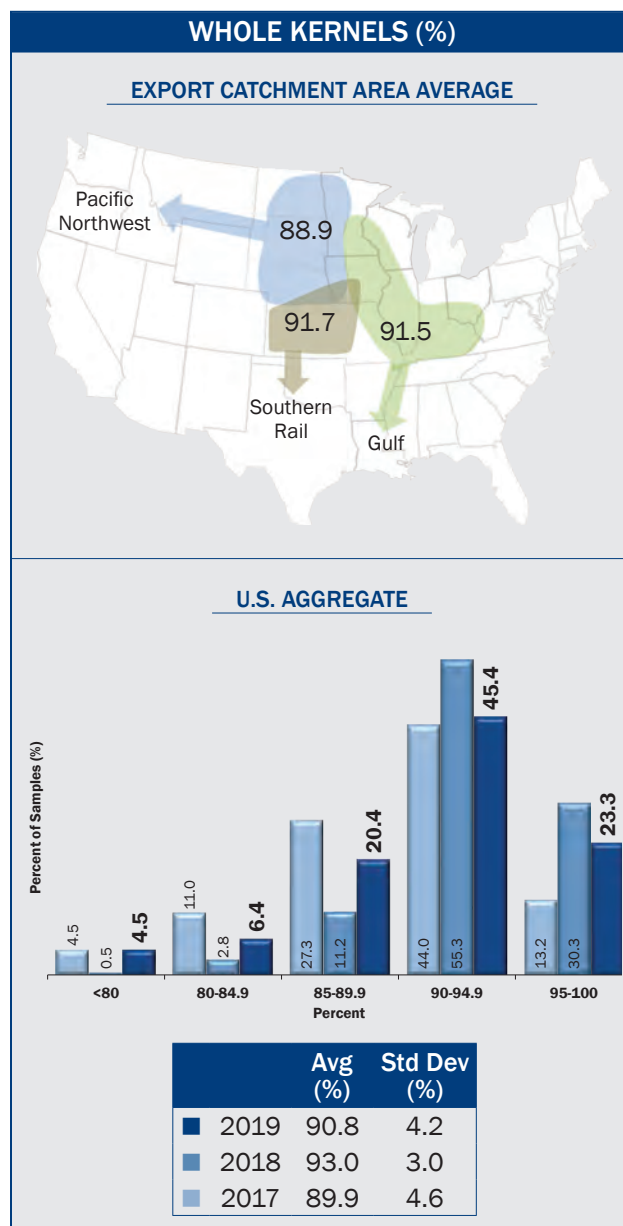 WHOLE KERNELS (%)
EXPORT CATCHMENT AREA AVERAGE
Pacific
Northwest
88.9
91.7
91.5
Southern
Rail
Gulf
U.S. AGGREGATE
Percent of Samples (%)
4.5
0.5
4.5
11.0
2.8
6.4
27.3
11.2
20.4
44.0
55.3
45.4
13.2
30.3
23.3
<80
80-84.9
85-89.9
90-94.9
95-100
Percent
Avg Std Dev
(%) (%)
2019 90.8 4.2
2018 93.0 3.0
2017 89.9 4.6